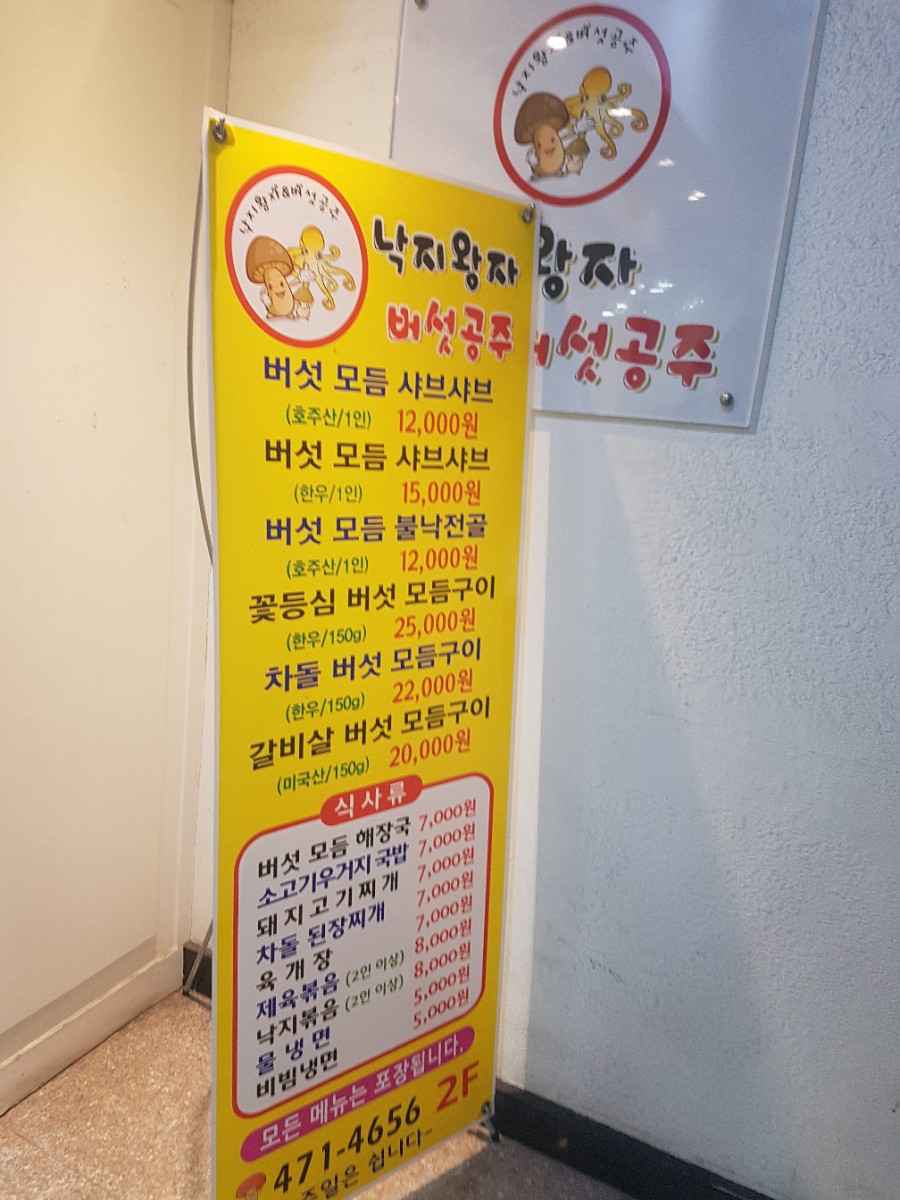 낙지왕자&버섯공주
낙지왕자
버섯공주
버섯 모듬 샤브샤브
(호주산/1인) 12,000원
버섯 모듬 샤브샤브
(한우/1인) 15,000원
버섯 모듬 불낙전골
(호주산/1인) 12,000원
꽃등심 버섯 모듬구이
(한우/150g) 25,000원
차돌 버섯 모듬구이
(한우/150g) 22,000원
갈비살 버섯 모듬구이
(미국산/150g) 20,000원
식사류
버섯 모듬 해장국 7,000원
소고기우거지국밥 7,000원
돼지고기찌개 7,000원
차돌 된장찌개 7,000원
육개장 7,000원
제육볶음 (2인 이상) 8,000원
낙지볶음 (2인 이상) 8,000원
물냉면 5,000원
비빔냉면 5,000원
모든 메뉴는 포장됩니다.
471-4656 2F
주일은 쉽니다~
낙지왕자&버섯공주
왕자
버섯공주